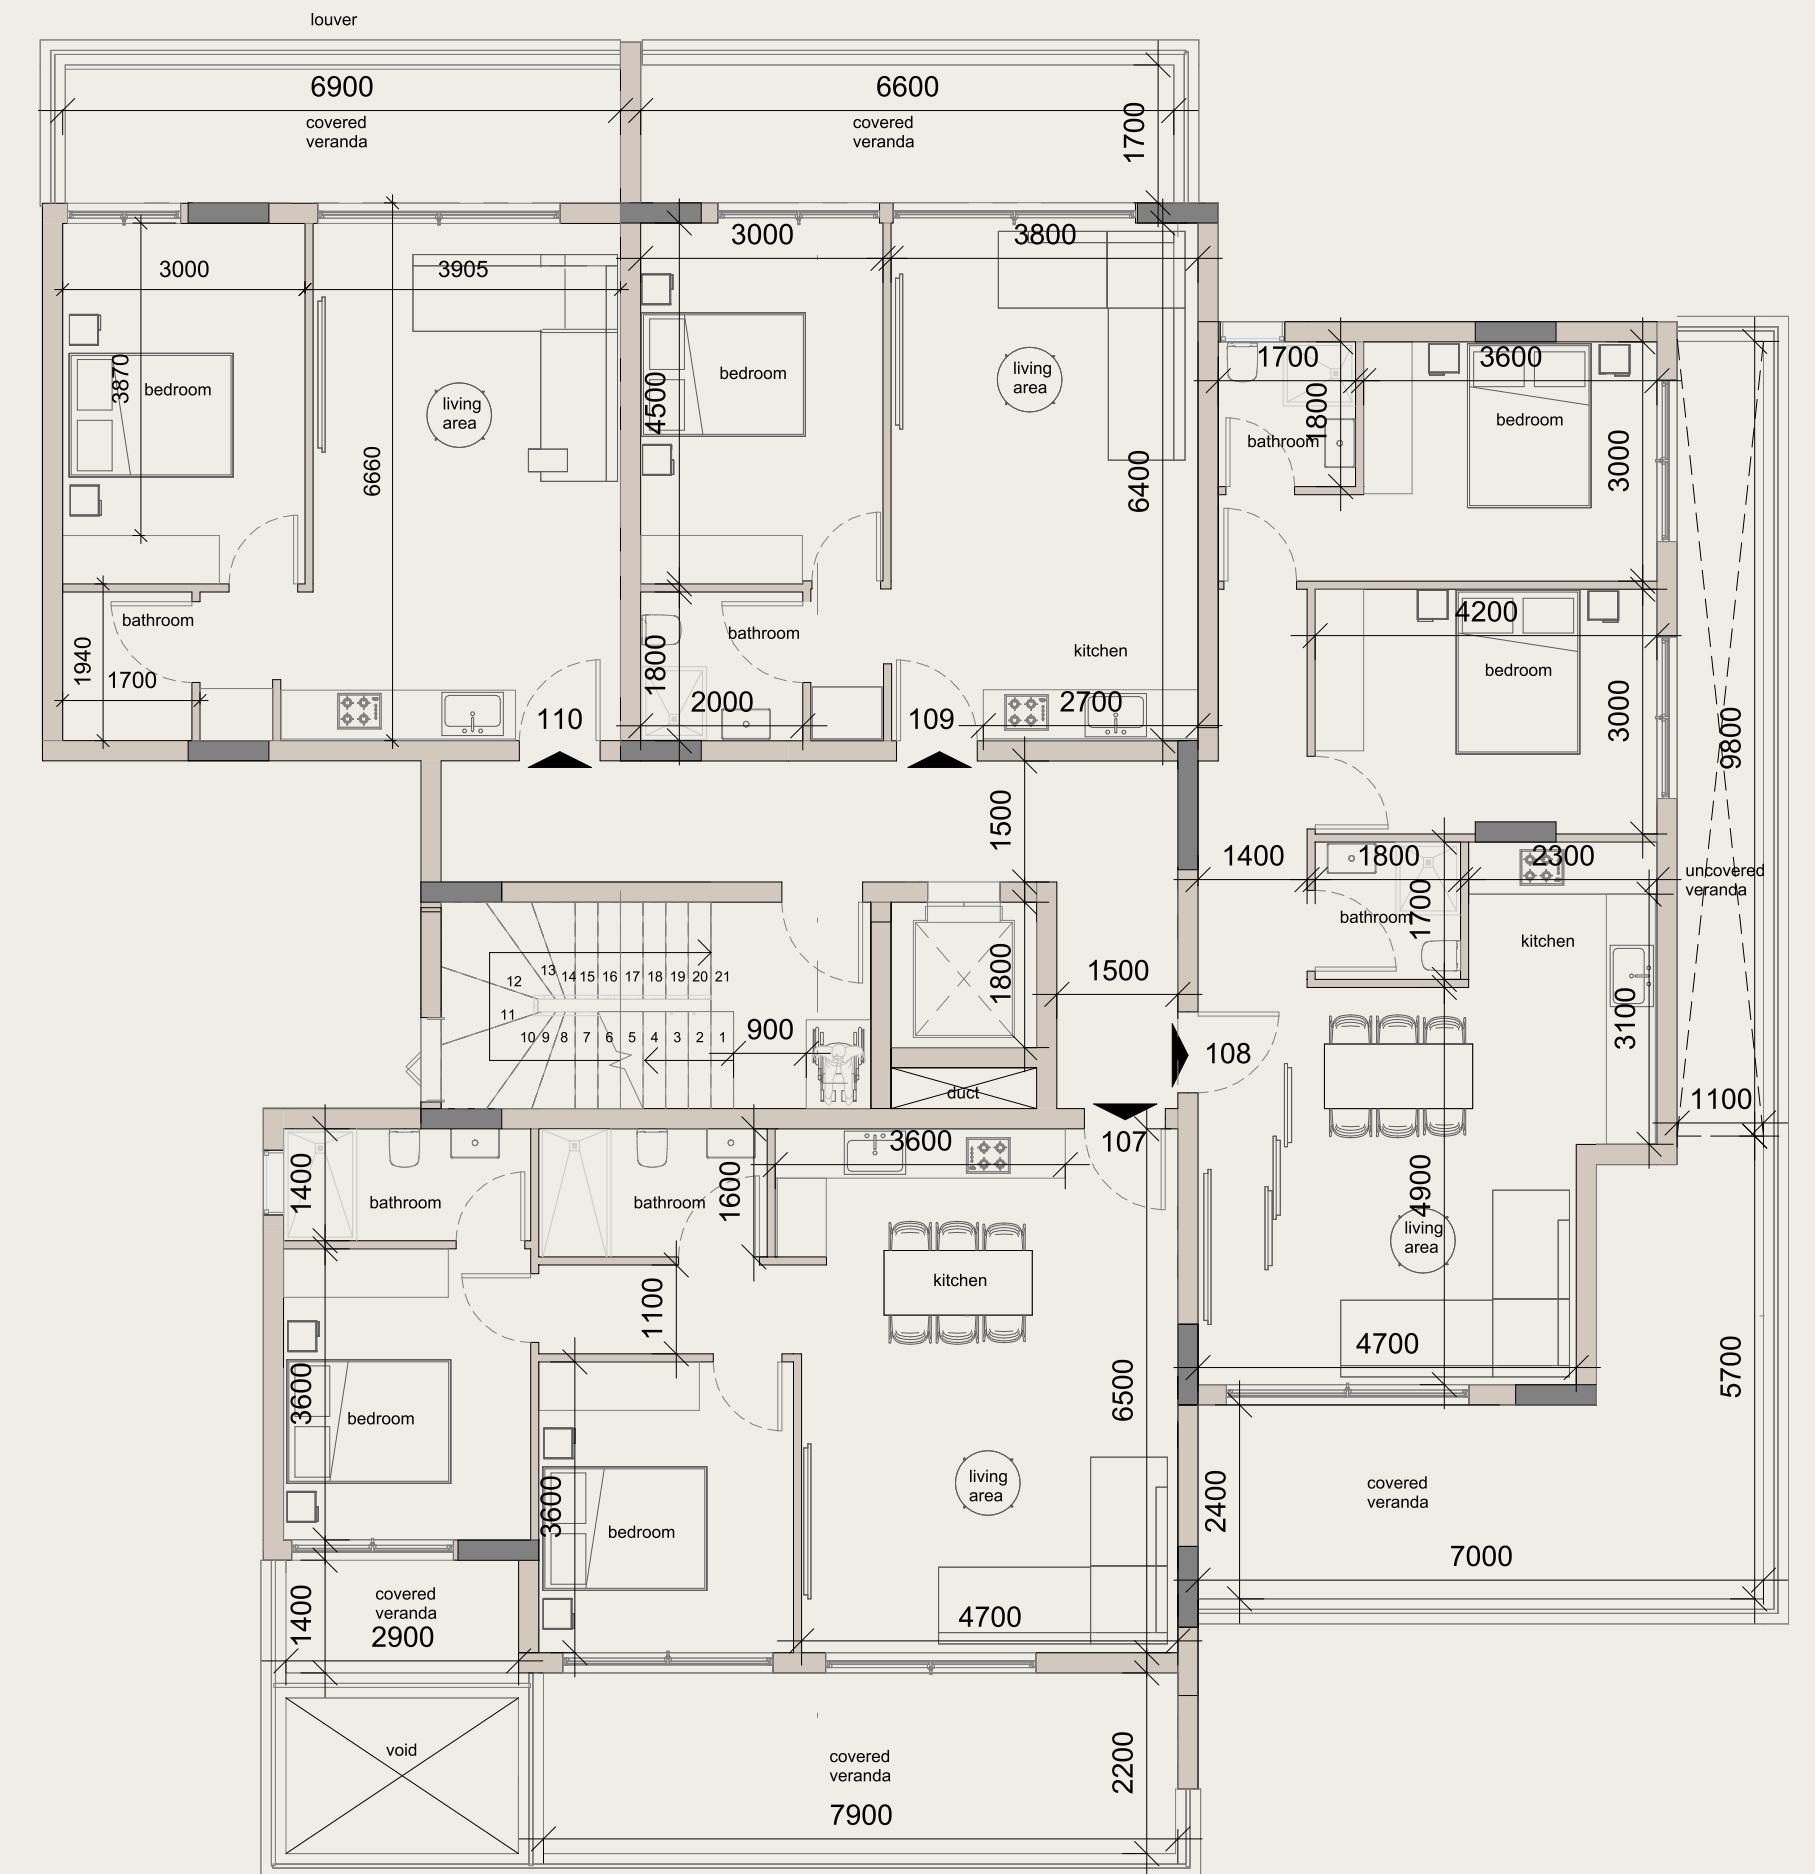 louver
6900
6600
covered
veranda
covered
veranda
1700
3000
3905
3000
3800
3870
bedroom
living
area
6660
4500
bedroom
living
area
6400
1700
3600
1800
bathroom
bedroom
3000
bathroom
1940
1700
110
1800
bathroom
2000
109
kitchen
2700
4200
bedroom
3000
9800
1500
1400
1800
2300
uncovered
veranda
bathroom
1700
kitchen
12
13
14
15
16
17
18
19
20
21
11
10
9
8
7
6
5
4
3
2
1
900
1800
1500
108
3100
duct
107
1100
1400
bathroom
bathroom
1600
3600
4900
living
area
kitchen
1100
3600
bedroom
6500
4700
5700
3600
bedroom
living
area
2400
covered
veranda
7000
1400
covered
veranda
2900
4700
void
covered
veranda
2200
7900